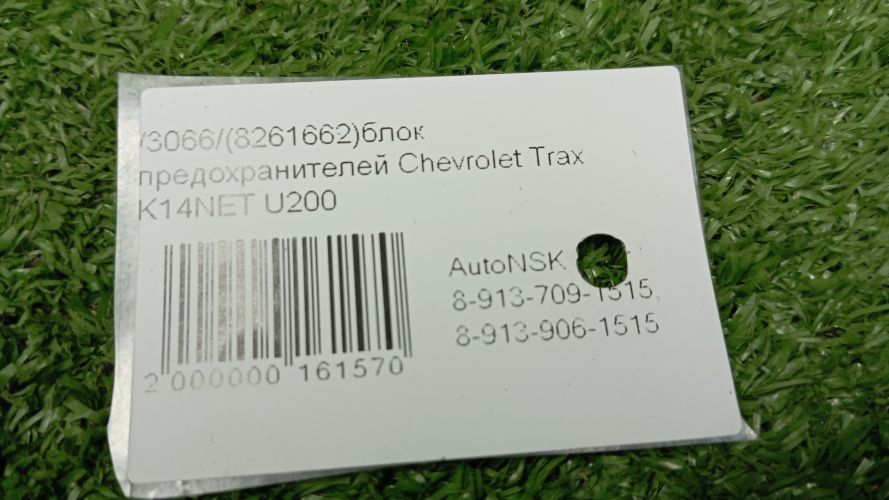 /3066/(8261662)блок
предохранителей Chevrolet Trax
K14NET U200
AutoNSK
8-913-709-1515,
8-913-906-1515
2 000000 161570